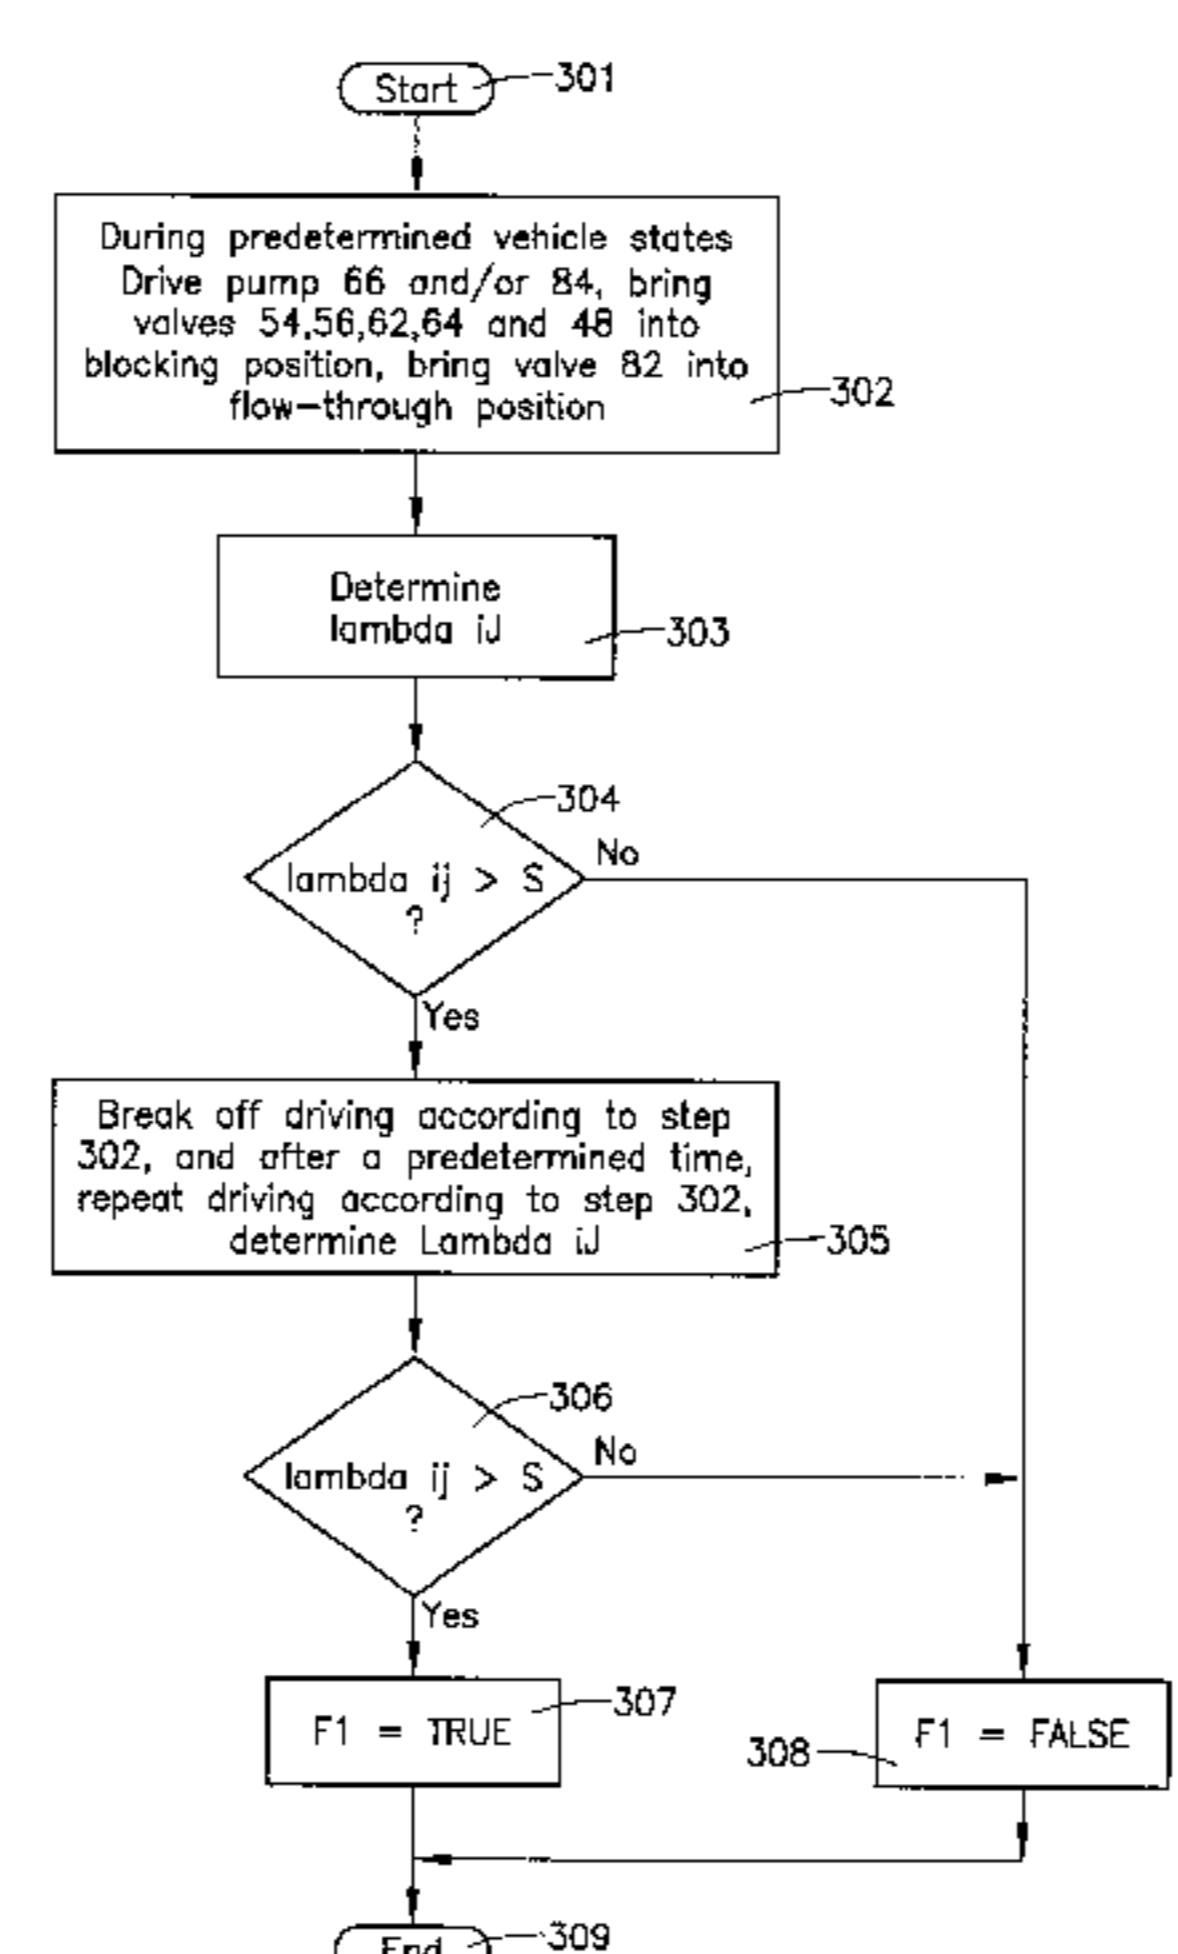 Start
301
During predetermined vehicle states
Drive pump 66 and/or 84, bring
valves 54,56,62,64 and 48 into
blocking position, bring valve 82 into
flow-through position
302
Determine
lambda iJ
303
304
lambda ij > S
?
No
Yes
Break off driving according to step
302, and after a predetermined time,
repeat driving according to step 302,
determine Lambda iJ
305
306
lambda ij > S
?
No
Yes
F1 = TRUE
307
308
F1 = FALSE
End
309